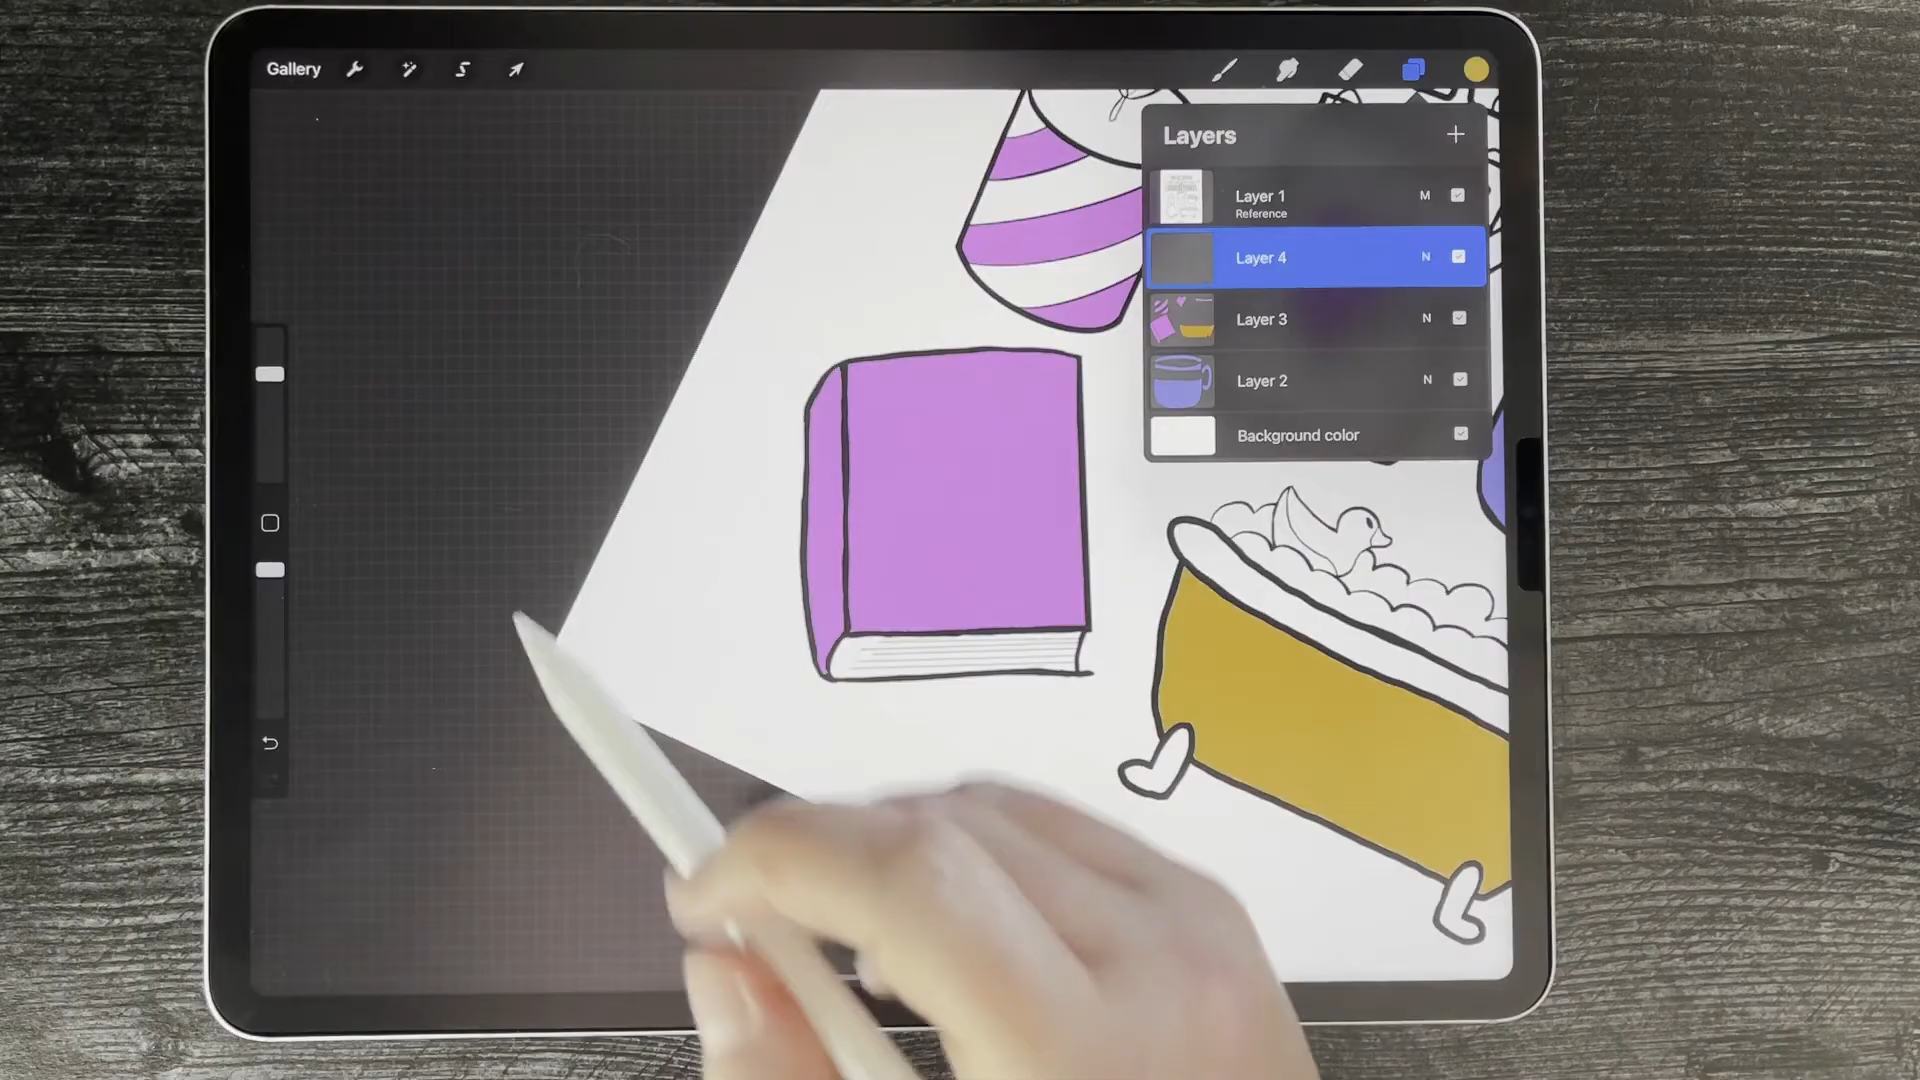 Gallery
Layers
Layer 1 M
Reference
Layer 4 N
Layer 3 N
Layer 2 N
Background color